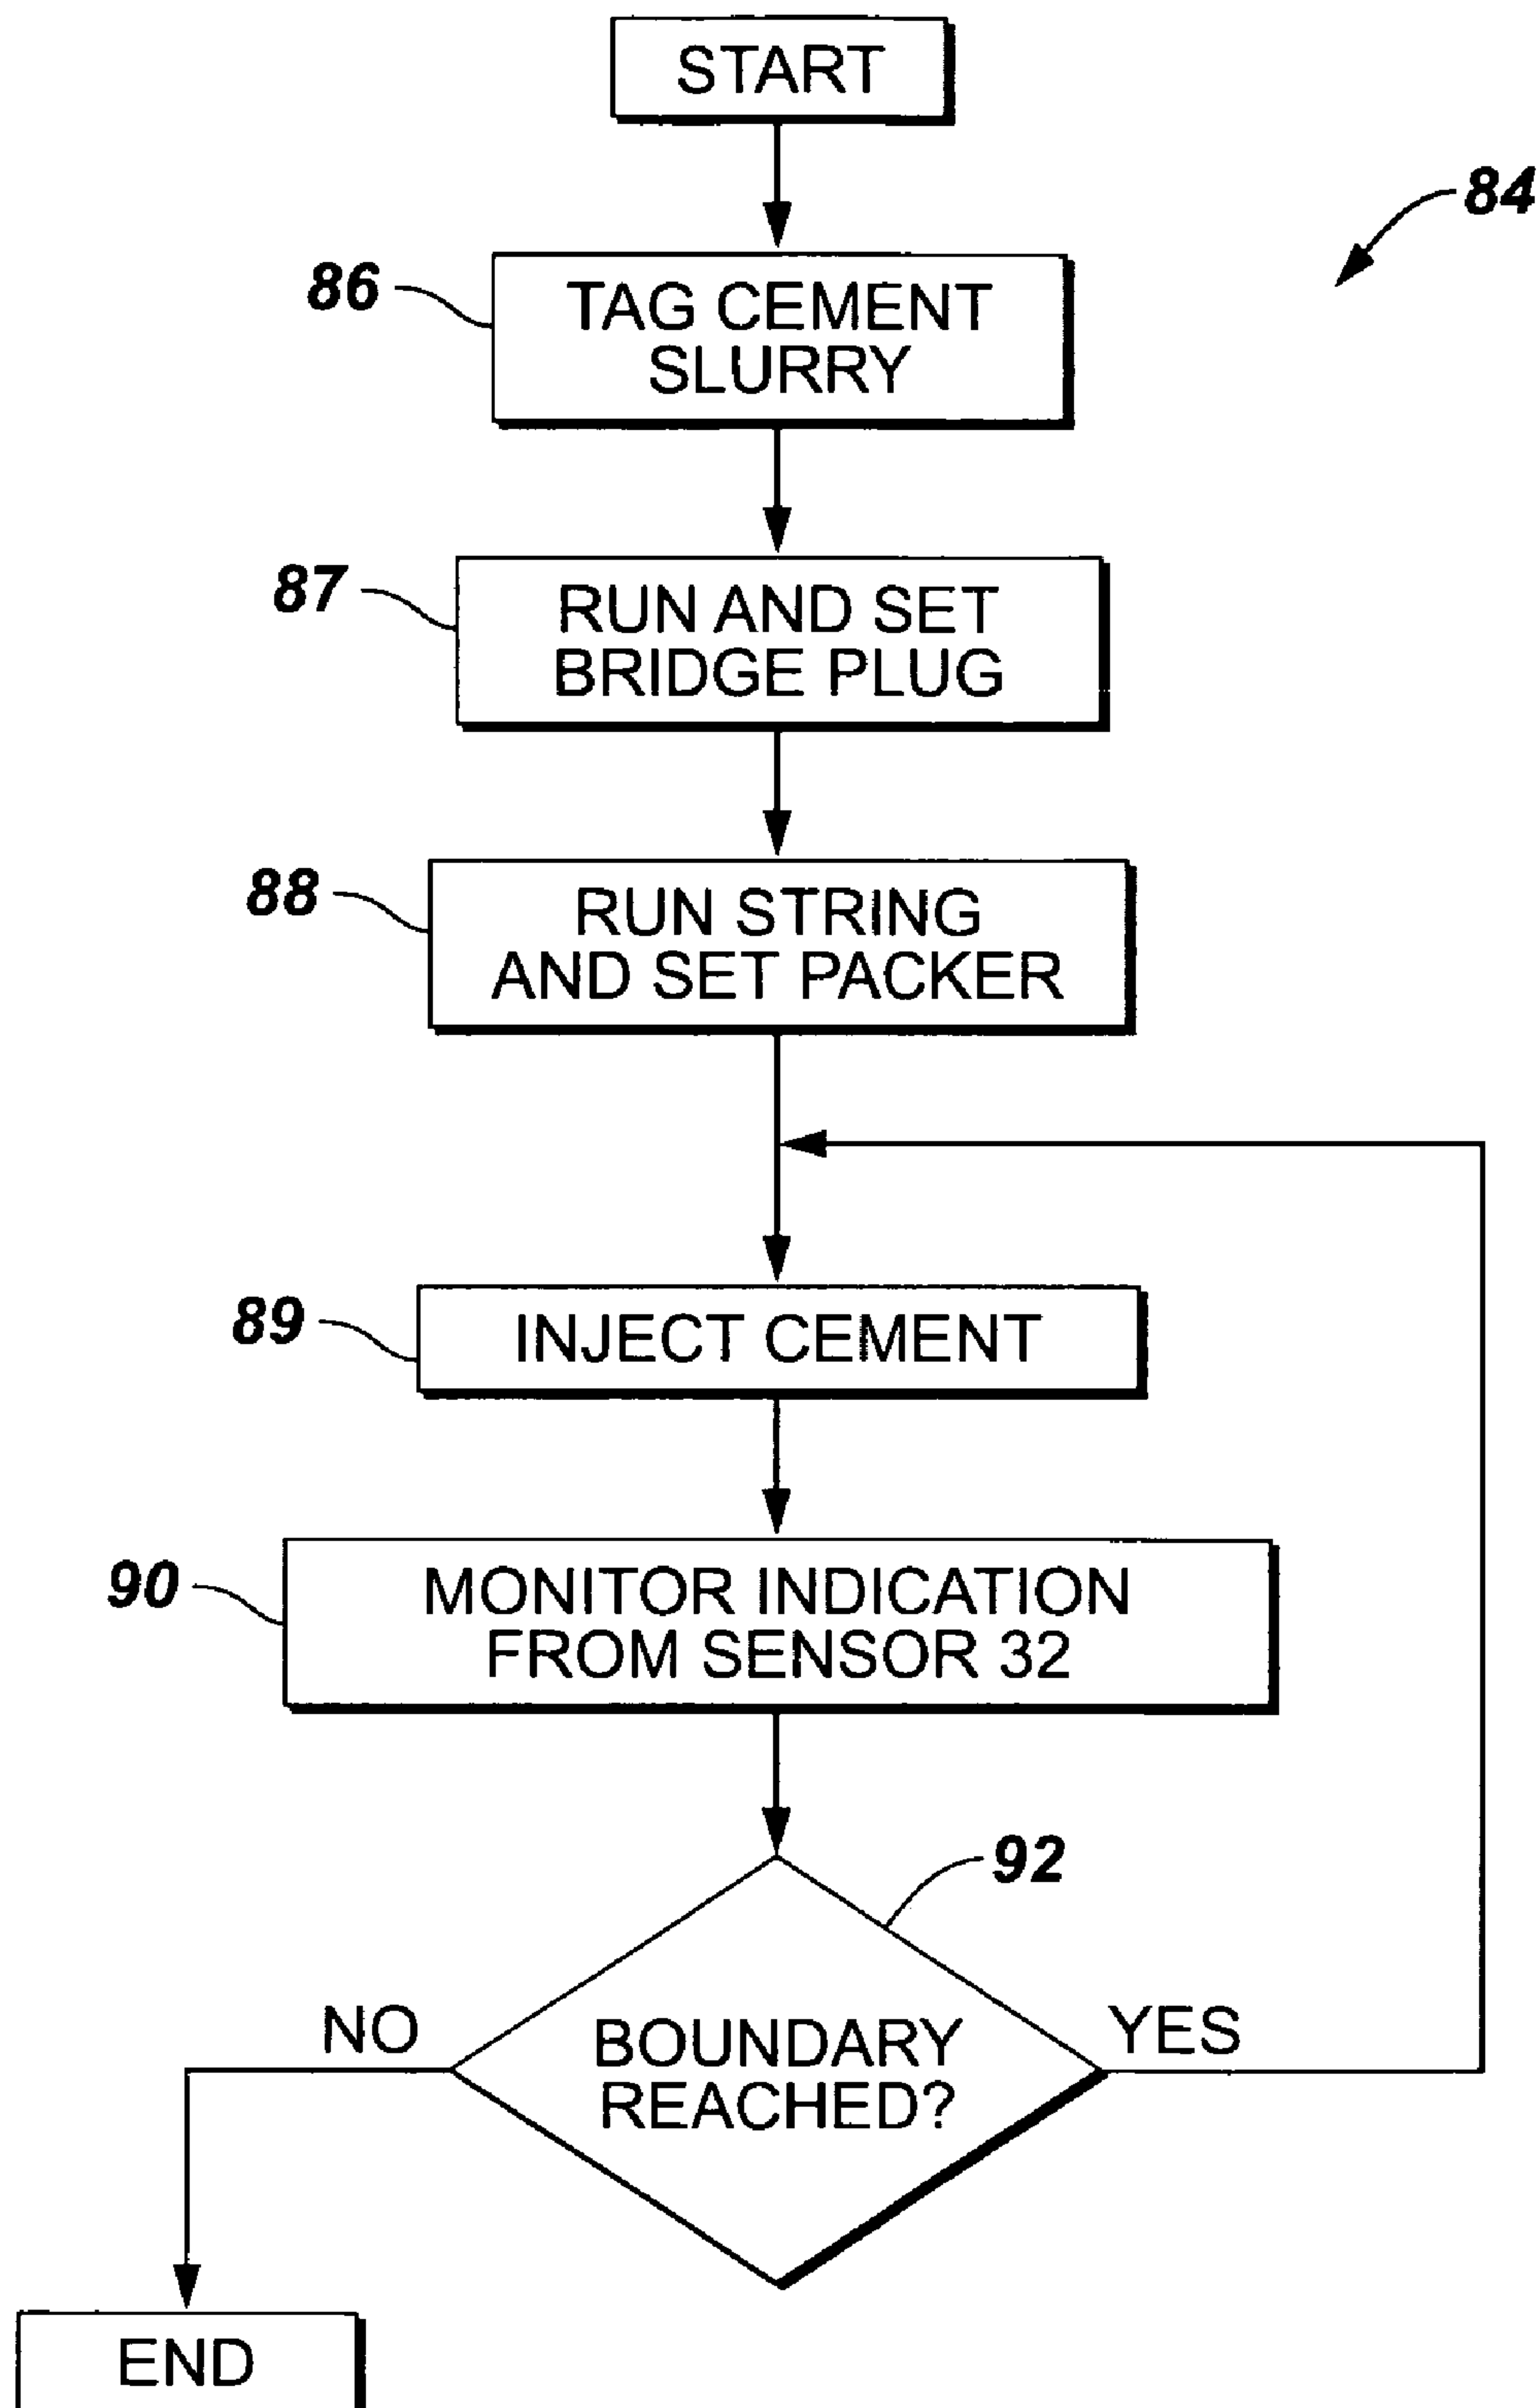 START
84
86
TAG CEMENT
SLURRY
87
RUN AND SET
BRIDGE PLUG
88
RUN STRING
AND SET PACKER
89
INJECT CEMENT
90
MONITOR INDICATION
FROM SENSOR 32
92
NO
BOUNDARY
REACHED?
YES
END